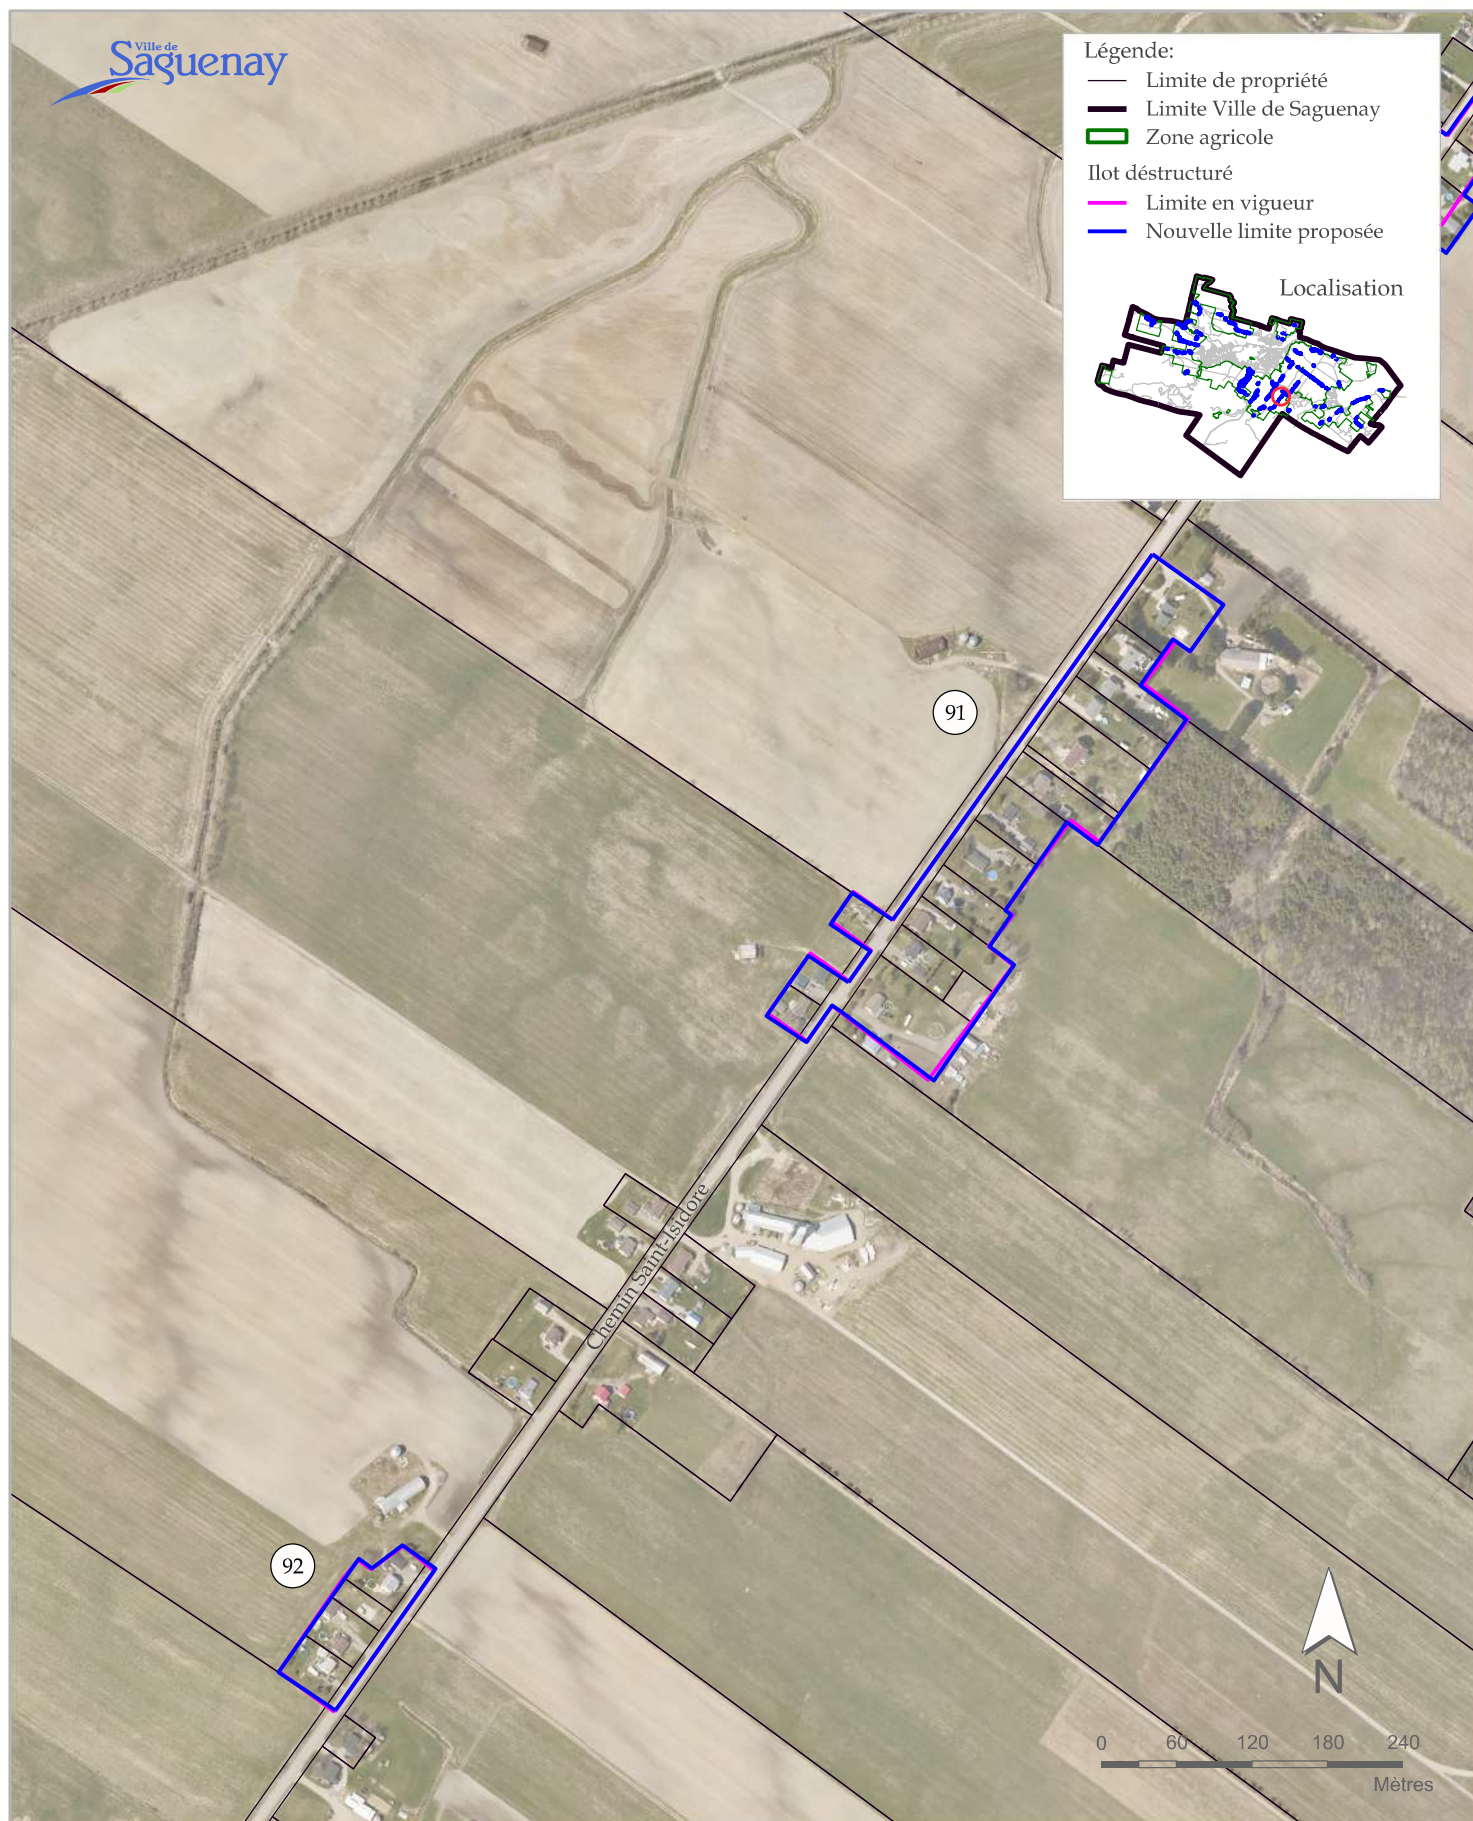 Ville de
Saguenay
Légende:
Limite de propriété
Limite Ville de Saguenay
Zone agricole
Ilot déstructuré
Limite en vigueur
Nouvelle limite proposée
Localisation
91
Chemin Saint-Isidore
92
N
0 60 120 180 240
Mètres